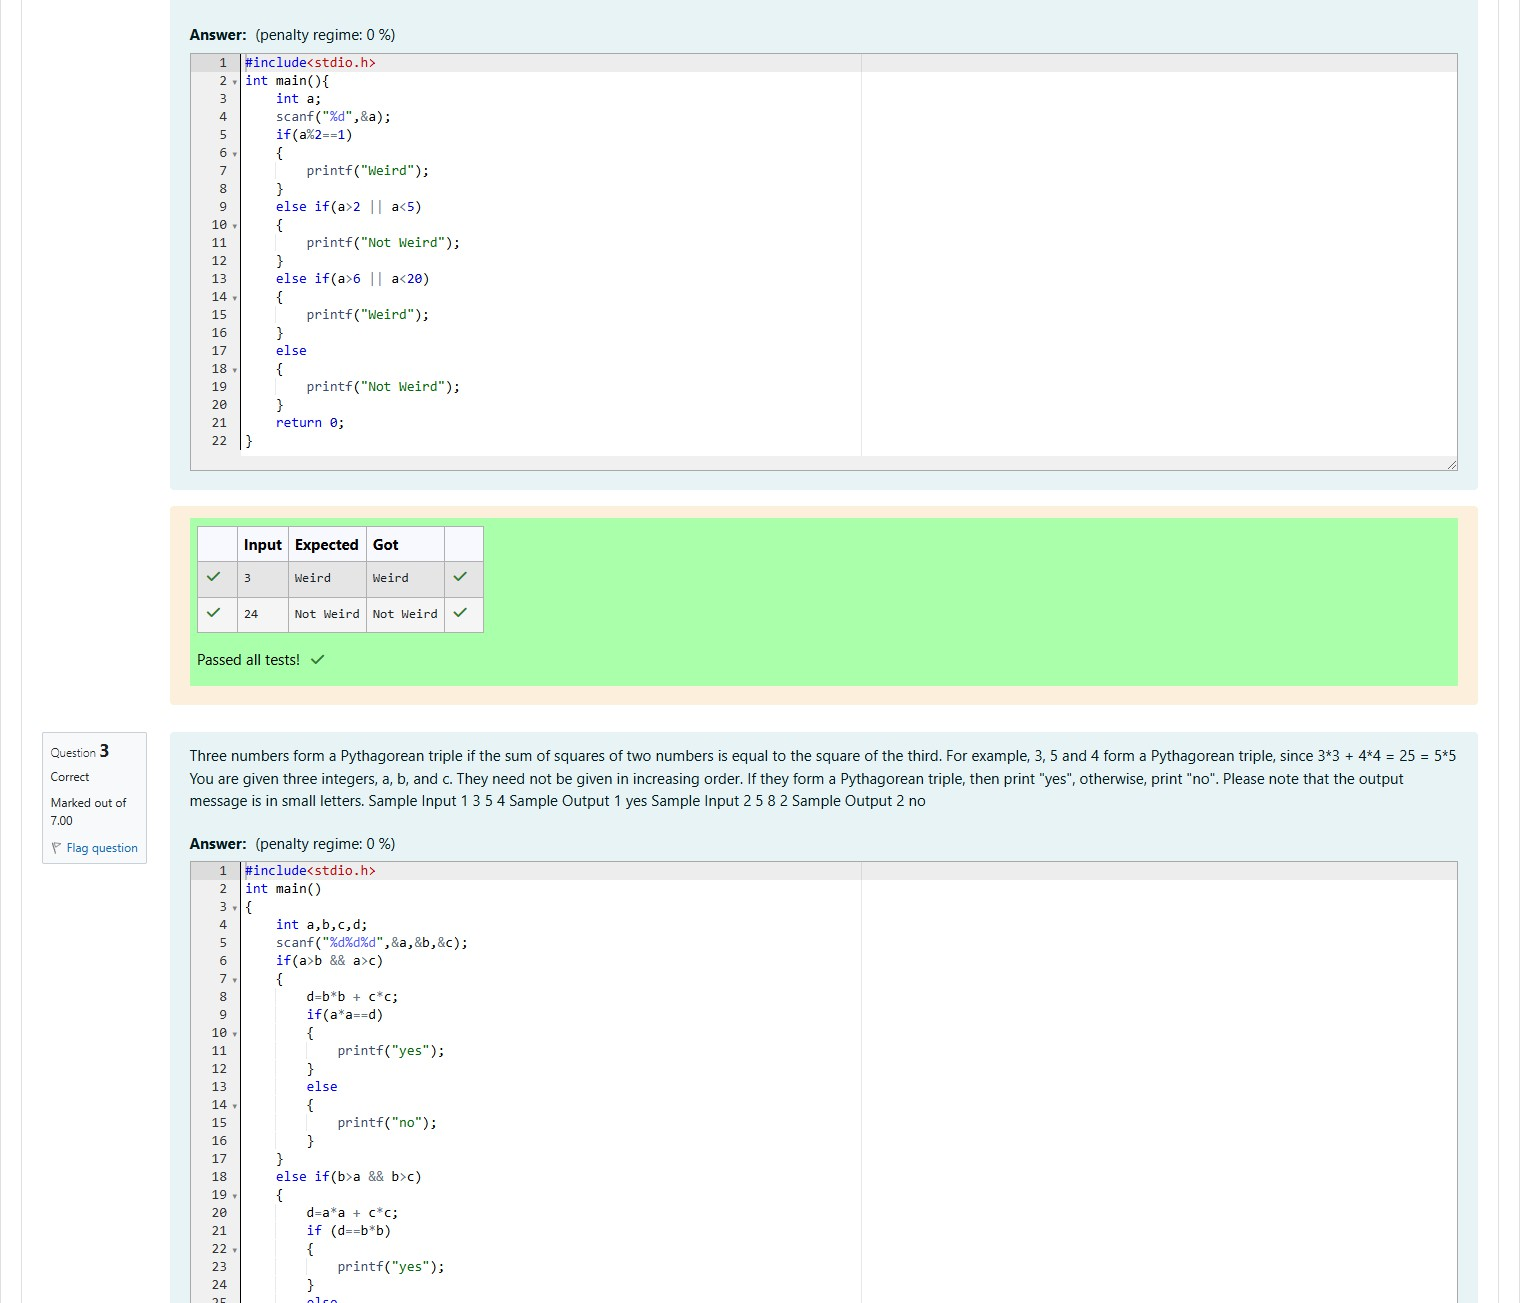 Answer: (penalty regime: 0 %)
1 #include<stdio.h>
2 int main(){
3     int a;
4     scanf("%d",&a);
5     if(a%2==1)
6     {
7         printf("Weird");
8     }
9     else if(a>2 || a<5)
10     {
11         printf("Not Weird");
12     }
13     else if(a>6 || a<20)
14     {
15         printf("Weird");
16     }
17     else
18     {
19         printf("Not Weird");
20     }
21     return 0;
22 }
Input Expected Got
3 Weird Weird
24 Not Weird Not Weird
Passed all tests!
Question 3
Correct
Marked out of
7.00
Flag question
Three numbers form a Pythagorean triple if the sum of squares of two numbers is equal to the square of the third. For example, 3, 5 and 4 form a Pythagorean triple, since 3*3 + 4*4 = 25 = 5*5
You are given three integers, a, b, and c. They need not be given in increasing order. If they form a Pythagorean triple, then print "yes", otherwise, print "no". Please note that the output
message is in small letters. Sample Input 1 3 5 4 Sample Output 1 yes Sample Input 2 5 8 2 Sample Output 2 no
Answer: (penalty regime: 0 %)
1 #include<stdio.h>
2 int main()
3 {
4     int a,b,c,d;
5     scanf("%d%d%d",&a,&b,&c);
6     if(a>b && a>c)
7     {
8         d=b*b + c*c;
9         if(a*a==d)
10         {
11             printf("yes");
12         }
13         else
14         {
15             printf("no");
16         }
17     }
18     else if(b>a && b>c)
19     {
20         d=a*a + c*c;
21         if (d==b*b)
22         {
23             printf("yes");
24         }
25         else